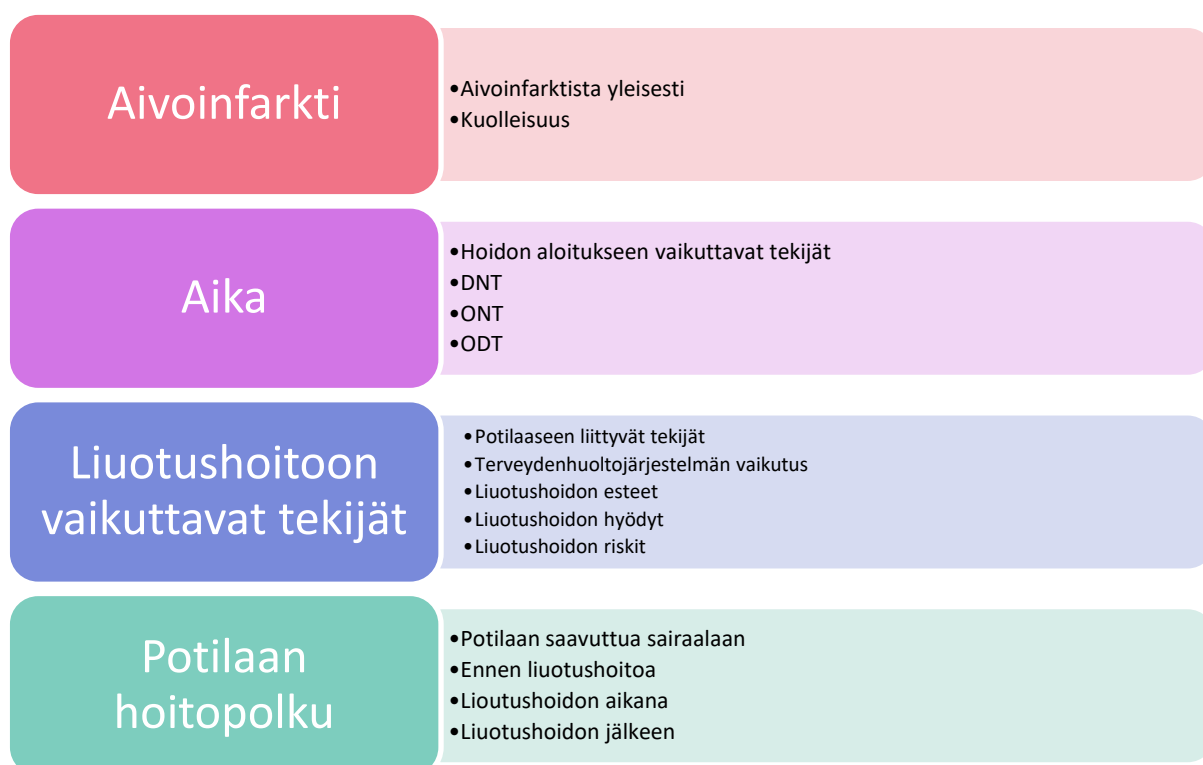 Aivoinfarkti
•Aivoinfarktista yleisesti
•Kuolleisuus
Aika
•Hoidon aloitukseen vaikuttavat tekijät
•DNT
•ONT
•ODT
Liuotushoitoon
vaikuttavat tekijät
•Potilaaseen liittyvät tekijät
•Terveydenhuoltojärjestelmän vaikutus
•Liuotushoidon esteet
•Liuotushoidon hyödyt
•Liuotushoidon riskit
Potilaan
hoitopolku
•Potilaan saavuttua sairaalaan
•Ennen liuotushoitoa
•Lioutushoidon aikana
•Liuotushoidon jälkeen